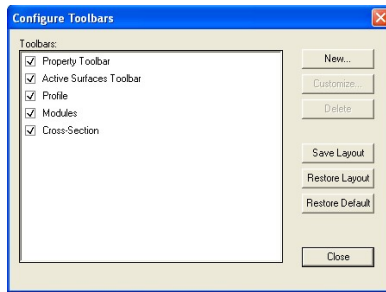 Configure Toolbars
Toolbars:
Property Toolbar
Active Surfaces Toolbar
Profile
Modules
Cross-Section
New...
Customize...
Delete
Save Layout
Restore Layout
Restore Default
Close